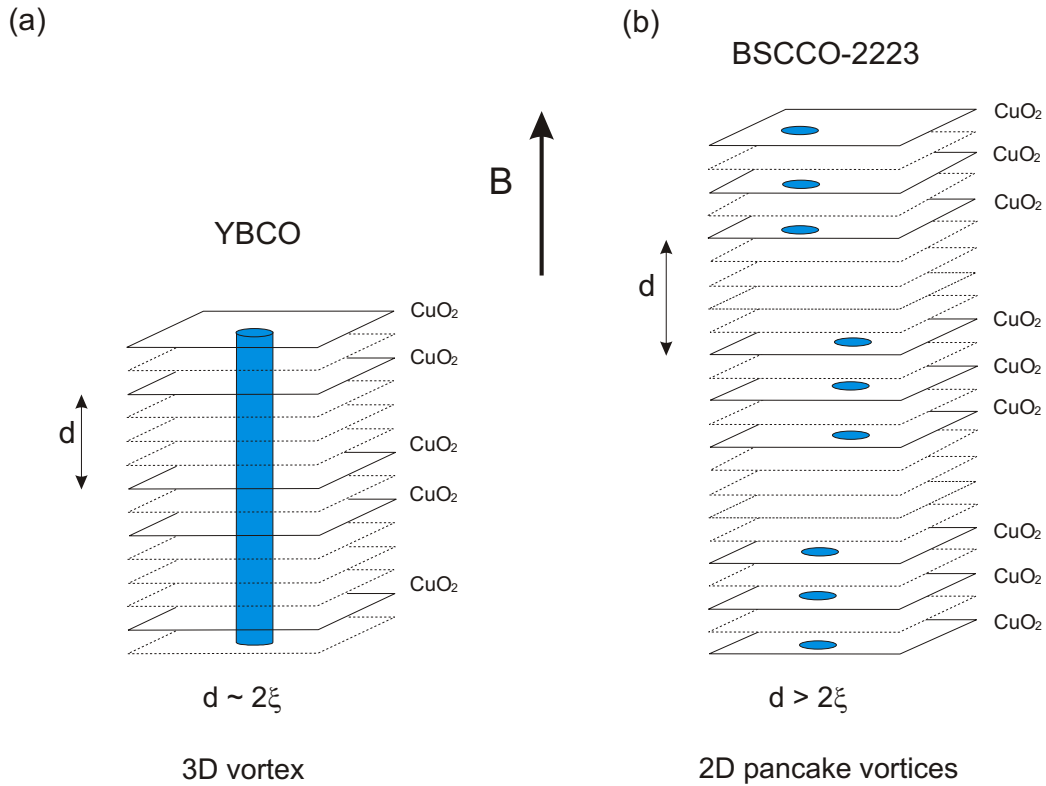 (a)
YBCO
CuO₂
CuO₂
CuO₂
CuO₂
CuO₂
d
d ~ 2ξ
3D vortex
B
(b)
BSCCO-2223
CuO₂
CuO₂
CuO₂
d
CuO₂
CuO₂
CuO₂
CuO₂
CuO₂
CuO₂
d > 2ξ
2D pancake vortices